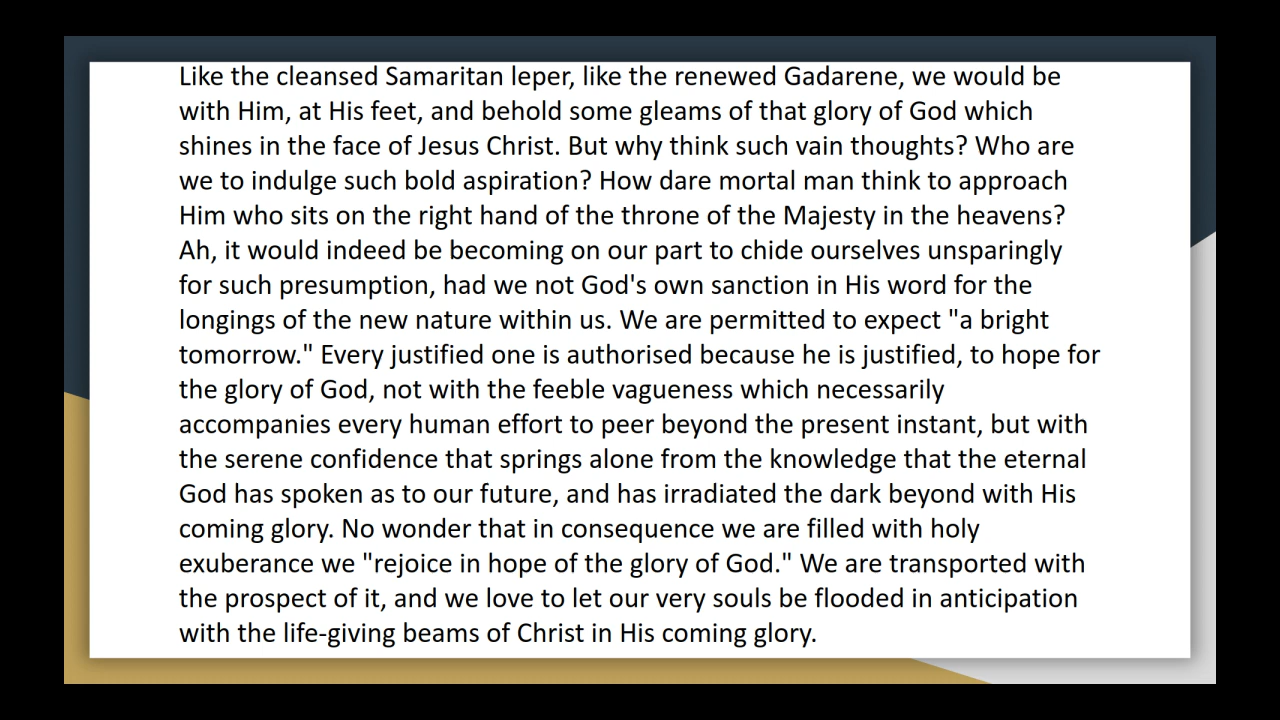 Like the cleansed Samaritan leper, like the renewed Gadarene, we would be
with Him, at His feet, and behold some gleams of that glory of God which
shines in the face of Jesus Christ. But why think such vain thoughts? Who are
we to indulge such bold aspiration? How dare mortal man think to approach
Him who sits on the right hand of the throne of the Majesty in the heavens?
Ah, it would indeed be becoming on our part to chide ourselves unsparingly
for such presumption, had we not God's own sanction in His word for the
longings of the new nature within us. We are permitted to expect "a bright
tomorrow." Every justified one is authorised because he is justified, to hope for
the glory of God, not with the feeble vagueness which necessarily
accompanies every human effort to peer beyond the present instant, but with
the serene confidence that springs alone from the knowledge that the eternal
God has spoken as to our future, and has irradiated the dark beyond with His
coming glory. No wonder that in consequence we are filled with holy
exuberance we "rejoice in hope of the glory of God." We are transported with
the prospect of it, and we love to let our very souls be flooded in anticipation
with the life-giving beams of Christ in His coming glory.